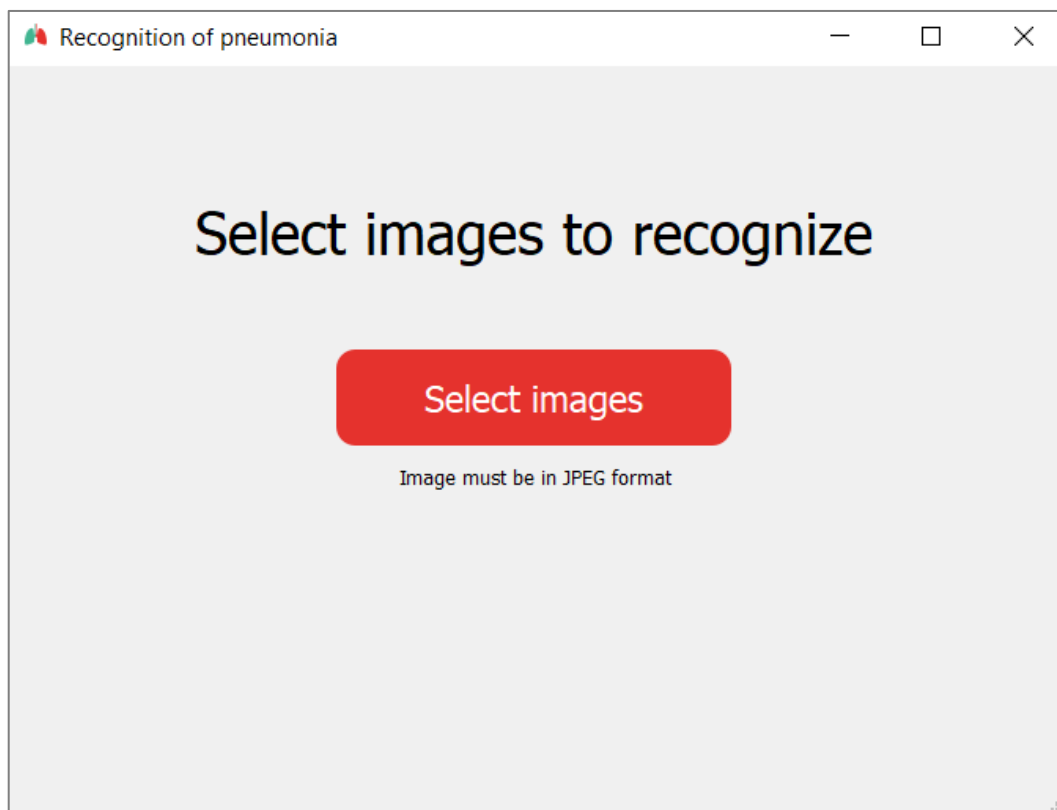 Recognition of pneumonia
Select images to recognize
Select images
Image must be in JPEG format